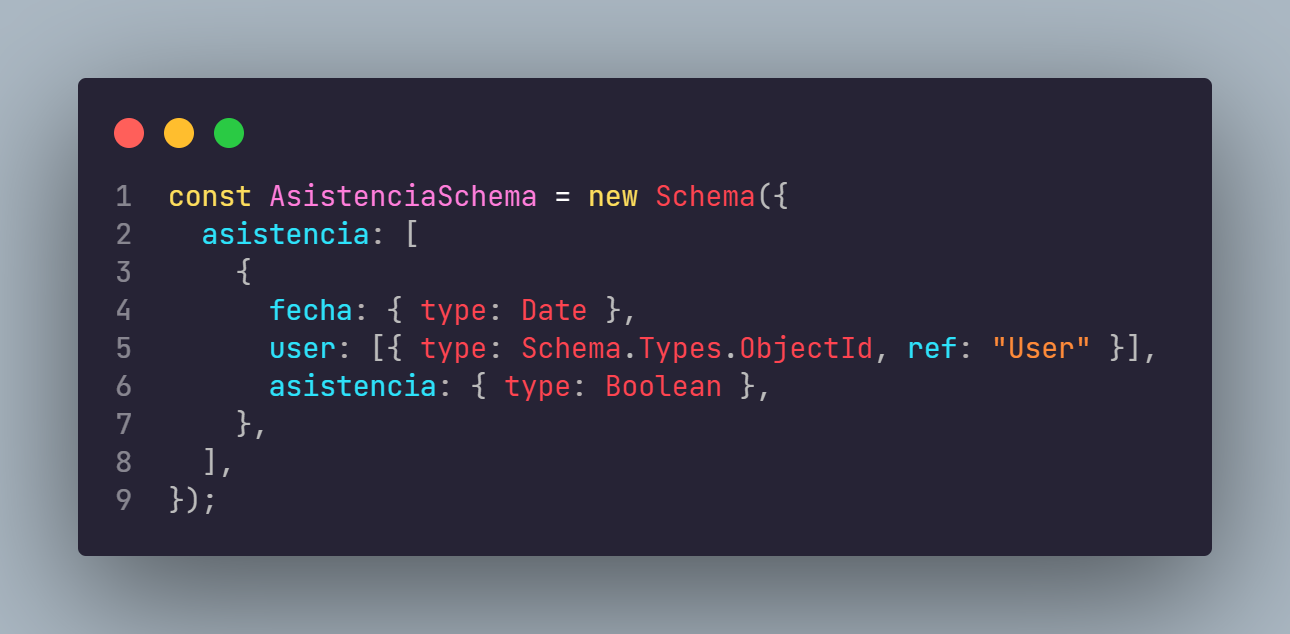 1 const AsistenciaSchema = new Schema({
2   asistencia: [
3     {
4       fecha: { type: Date },
5       user: [{ type: Schema.Types.ObjectId, ref: "User" }],
6       asistencia: { type: Boolean },
7     },
8   ],
9 });